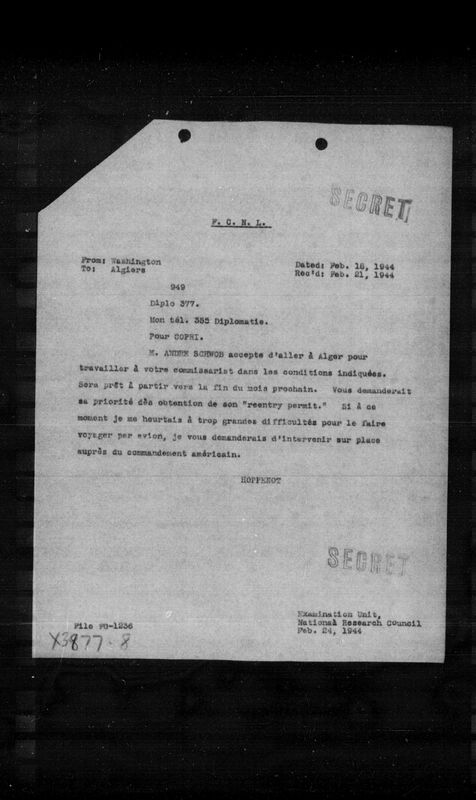 SECRET
F. C. N. L.
From: Washington
To: Algiers
Dated: Feb. 18, 1944
Rec'd: Feb. 21, 1944
949
Diplo 377.
Mon tél. 355 Diplomatie.
Pour COPHI.
M. ANDRE SCHWOB accepte d'aller à Alger pour
travailler à votre commissariat dans les conditions indiquées.
Sera prêt à partir vers la fin du mois prochain. Vous demanderait
sa priorité dès obtention de son "reentry permit." Si à ce
moment je me heurtais à trop grandes difficultés pour le faire
voyager par avion, je vous demanderais d'intervenir sur place
auprès du commandement américain.
HOPPENOT
SECRET
Examination Unit,
National Research Council
Feb. 24, 1944
File FG-1236
X3877-8